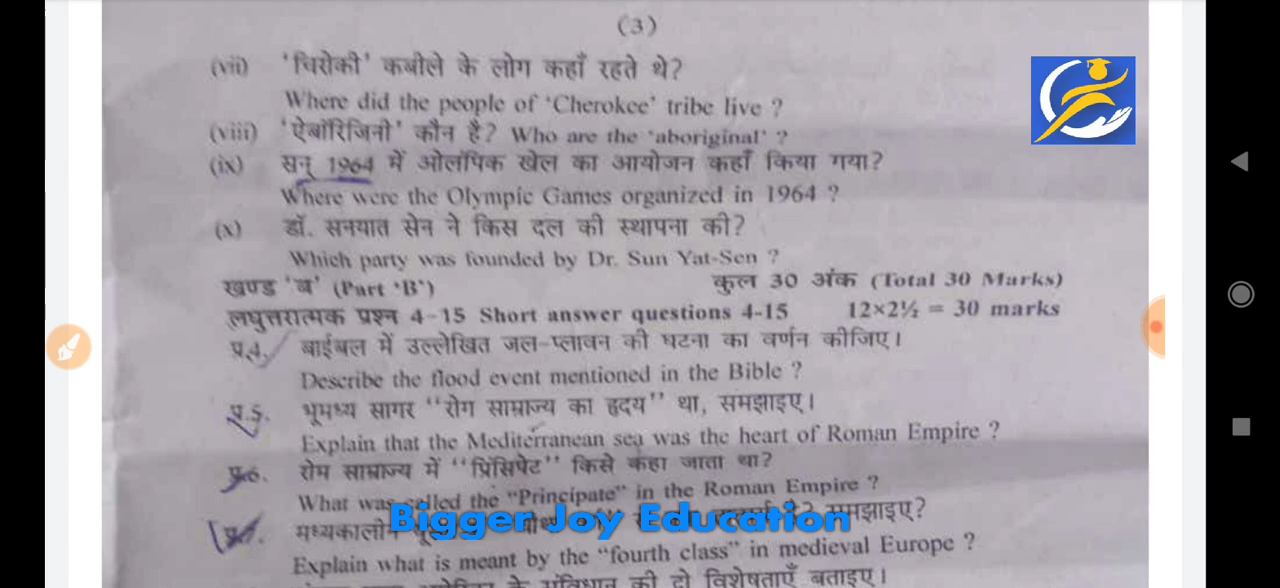 (3)
(vii) 'चिरोकी' कबीले के लोग कहाँ रहते थे?
Where did the people of 'Cherokee' tribe live ?
(viii) 'ऐबॉरिजिनी' कौन है? Who are the 'aboriginal' ?
(ix) सन् 1964 में ओलंपिक खेल का आयोजन कहाँ किया गया?
Where were the Olympic Games organized in 1964 ?
(x) डॉ. सनयात सेन ने किस दल की स्थापना की?
Which party was founded by Dr. Sun Yat-Sen ?
खण्ड 'ब' (Part 'B') कुल 30 अंक (Total 30 Marks)
लघुत्तरात्मक प्रश्न 4-15 Short answer questions 4-15 12×2½ = 30 marks
प्र.4. बाईबल में उल्लेखित जल-प्लावन की घटना का वर्णन कीजिए।
Describe the flood event mentioned in the Bible ?
प्र.5. भूमध्य सागर "रोग साम्राज्य का हृदय" था, समझाइए।
Explain that the Mediterranean sea was the heart of Roman Empire ?
प्र.6. रोम साम्राज्य में "प्रिंसिपेट" किसे कहा जाता था?
What was called the "Principate" in the Roman Empire ?
मध्यकालीन समझाइए?
Bigger Joy Education
Explain what is meant by the "fourth class" in medieval Europe ?
के संविधान की दो विशेषताएँ बताइए।